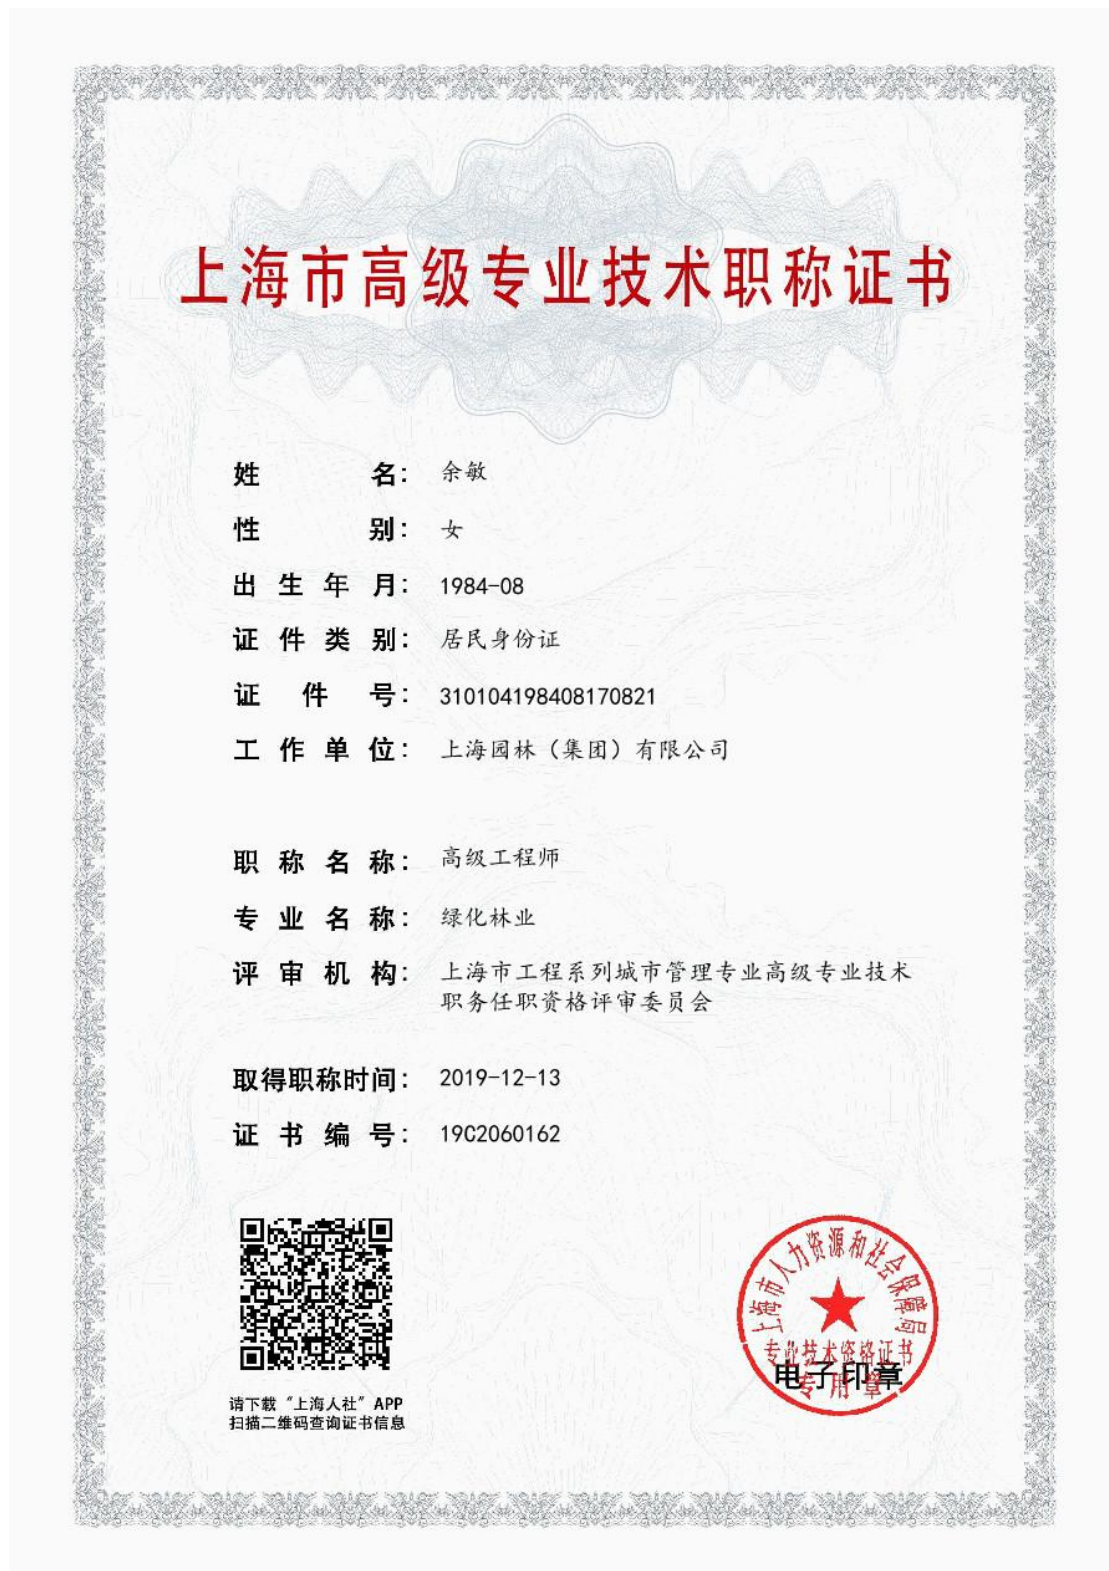 上海市高级专业技术职称证书
姓名： 余敏
性别： 女
出生年月： 1984-08
证件类别： 居民身份证
证件号： 310104198408170821
工作单位： 上海园林（集团）有限公司
职称名称： 高级工程师
专业名称： 绿化林业
评审机构： 上海市工程系列城市管理专业高级专业技术
职务任职资格评审委员会
取得职称时间： 2019-12-13
证书编号： 19C2060162
请下载“上海人社”APP
扫描二维码查询证书信息
上海市人力资源和社会保障局
专业技术资格证书
专用章
电子印章